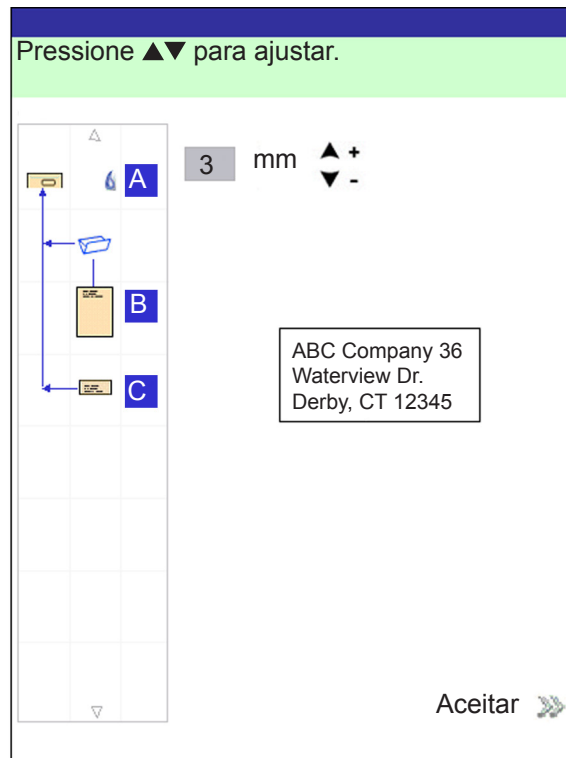 Pressione ▲▼ para ajustar.
3 mm ▲ +
▼ -
A
B
C
ABC Company 36
Waterview Dr.
Derby, CT 12345
Aceitar